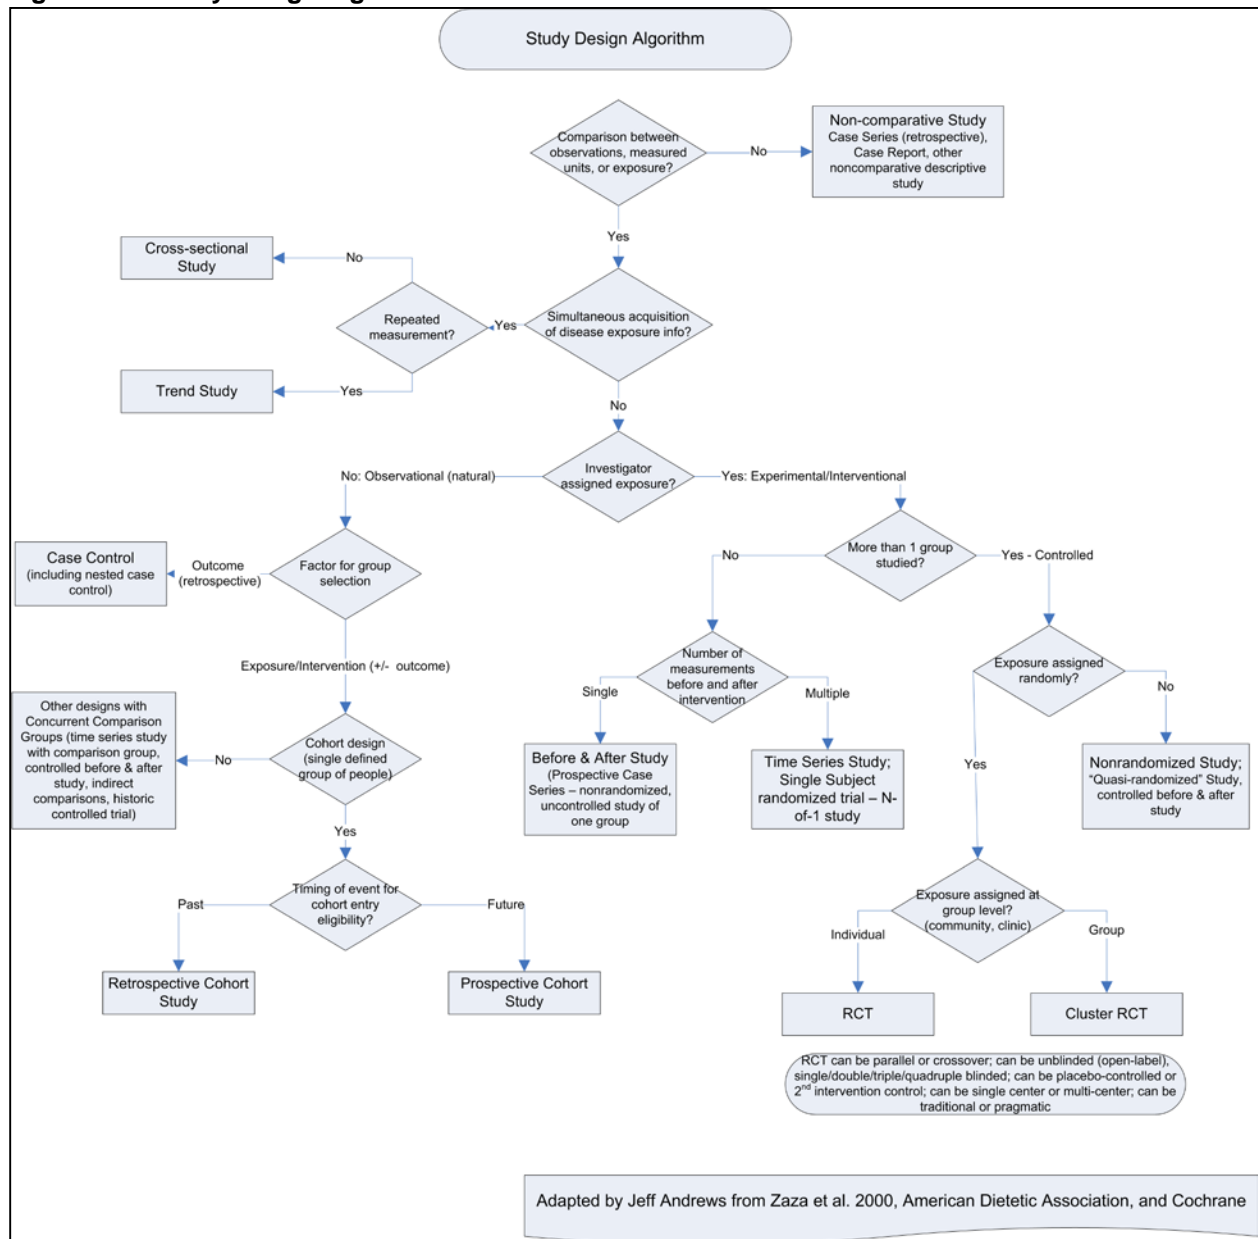 Study Design Algorithm
Comparison between
observations, measured
units, or exposure?
No
Non-comparative Study
Case Series (retrospective),
Case Report, other
noncomparative descriptive
study
Yes
Cross-sectional
Study
No
Repeated
measurement?
Yes
Simultaneous acquisition
of disease exposure info?
Trend Study
Yes
No
Investigator
assigned exposure?
No: Observational (natural)
Yes: Experimental/Interventional
Case Control
(including nested case
control)
Outcome
(retrospective)
Factor for group
selection
No
More than 1 group
studied?
Yes - Controlled
Exposure/Intervention (+/- outcome)
Number of
measurements
before and after
intervention
Single
Multiple
Exposure assigned
randomly?
No
Yes
Other designs with
Concurrent Comparison
Groups (time series study
with comparison group,
controlled before & after
study, indirect
comparisons, historic
controlled trial)
No
Cohort design
(single defined
group of people)
Before & After Study
(Prospective Case
Series – nonrandomized,
uncontrolled study of
one group
Time Series Study;
Single Subject
randomized trial – N-
of-1 study
Nonrandomized Study;
“Quasi-randomized” Study,
controlled before & after
study
Yes
Timing of event for
cohort entry
eligibility?
Past
Future
Exposure assigned at
group level?
(community, clinic)
Individual
Group
Retrospective Cohort
Study
Prospective Cohort
Study
RCT
Cluster RCT
RCT can be parallel or crossover; can be unblinded (open-label),
single/double/triple/quadruple blinded; can be placebo-controlled or
2nd intervention control; can be single center or multi-center; can be
traditional or pragmatic
Adapted by Jeff Andrews from Zaza et al. 2000, American Dietetic Association, and Cochrane